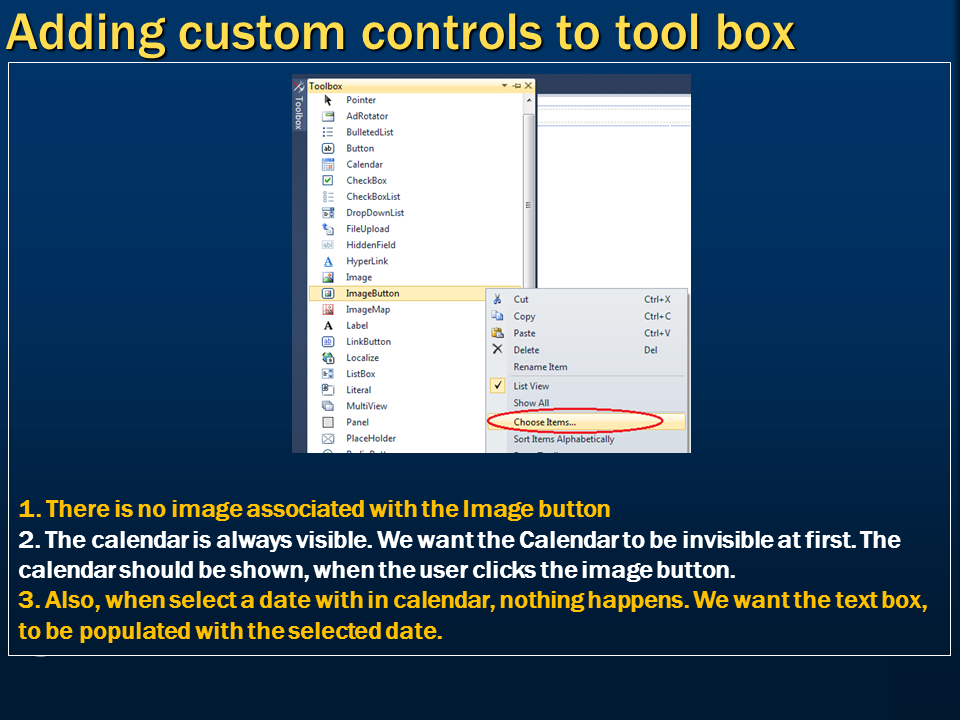 Adding custom controls to tool box
Toolbox
Toolbox
Pointer
AdRotator
BulletedList
Button
Calendar
CheckBox
CheckBoxList
DropDownList
FileUpload
HiddenField
HyperLink
Image
ImageButton
ImageMap
Label
LinkButton
Localize
ListBox
Literal
MultiView
Panel
PlaceHolder
Cut Ctrl+X
Copy Ctrl+C
Paste Ctrl+V
Delete Del
Rename Item
List View
Show All
Choose Items...
Sort Items Alphabetically
1. There is no image associated with the Image button
2. The calendar is always visible. We want the Calendar to be invisible at first. The
calendar should be shown, when the user clicks the image button.
3. Also, when select a date with in calendar, nothing happens. We want the text box,
to be populated with the selected date.